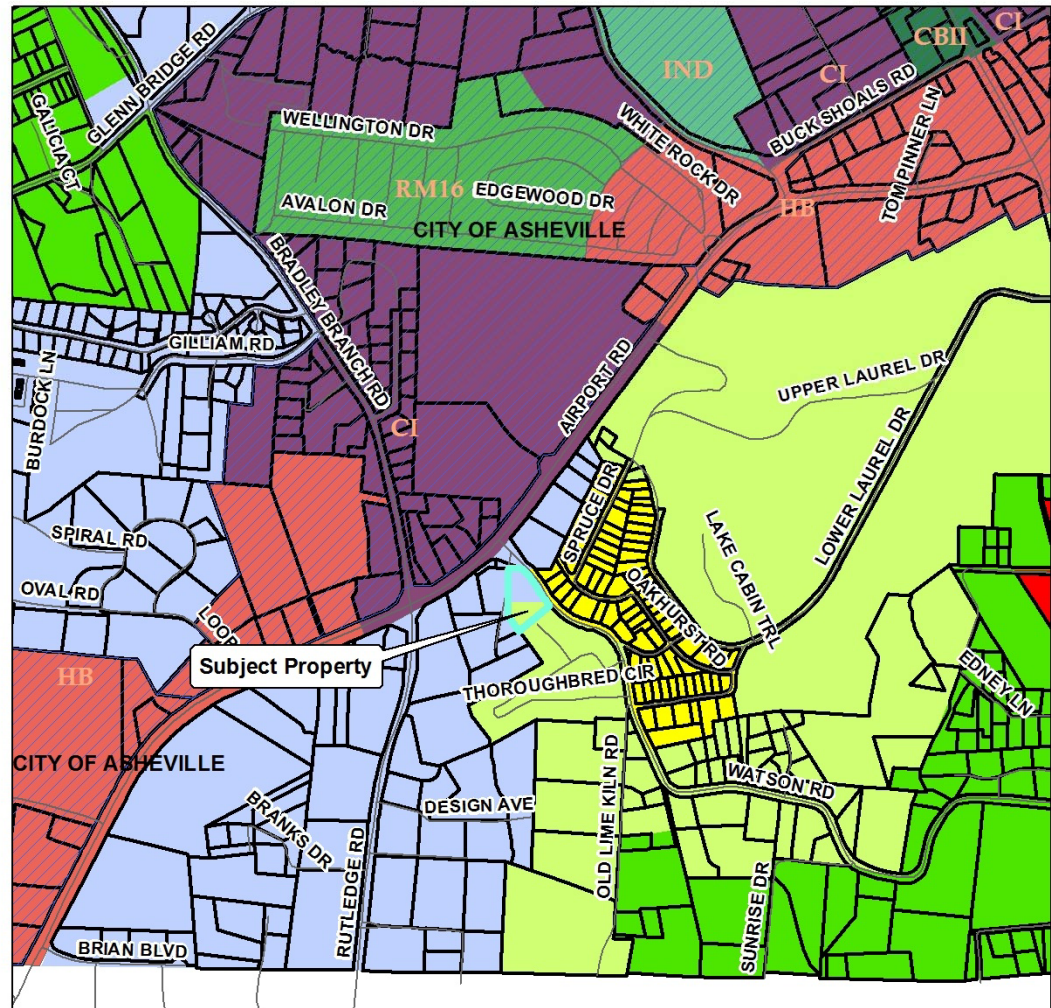 CI
CBII
GLENN BRIDGE RD
GALICIA CT
IND
CI
BUCK SHOALS RD
TOM PINNER LN
WELLINGTON DR
WHITE ROCK DR
RM16
EDGEWOOD DR
AVALON DR
HB
CITY OF ASHEVILLE
BRADLEY BRANCH RD
GILLIAM RD
BURDOCK LN
AIRPORT RD
UPPER LAUREL DR
CI
LOWER LAUREL DR
SPRUCE DR
LAKE CABIN TRL
SPIRAL RD
OVAL RD
OAKHURST RD
LOOP
Subject Property
HB
THOROUGHBRED CIR
EDNEY LN
CITY OF ASHEVILLE
WATSON RD
OLD LIME KILN RD
DESIGN AVE
BRANKS DR
RUTLEDGE RD
SUNRISE DR
BRIAN BLVD